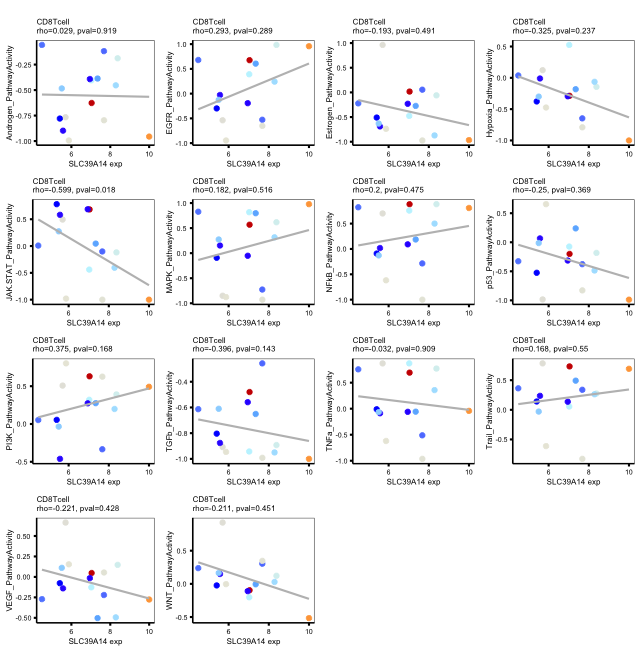 CD8Tcell
rho=0.029, pval=0.919
Androgen_PathwayActivity
-0.25
-0.50
-0.75
-1.00
6
8
10
SLC39A14 exp
CD8Tcell
rho=0.293, pval=0.289
EGFR_PathwayActivity
1.0
0.5
0.0
-0.5
-1.0
6
8
10
SLC39A14 exp
CD8Tcell
rho=-0.193, pval=0.491
Estrogen_PathwayActivity
1.0
0.5
0.0
-0.5
-1.0
6
8
10
SLC39A14 exp
CD8Tcell
rho=-0.325, pval=0.237
Hypoxia_PathwayActivity
0.5
0.0
-0.5
-1.0
6
8
10
SLC39A14 exp
CD8Tcell
rho=-0.599, pval=0.018
JAK.STAT_PathwayActivity
0.5
0.0
-0.5
-1.0
6
8
10
SLC39A14 exp
CD8Tcell
rho=0.182, pval=0.516
MAPK_PathwayActivity
1.0
0.5
0.0
-0.5
-1.0
6
8
10
SLC39A14 exp
CD8Tcell
rho=0.2, pval=0.475
NFkB_PathwayActivity
0.5
0.0
-0.5
-1.0
6
8
10
SLC39A14 exp
CD8Tcell
rho=-0.25, pval=0.369
p53_PathwayActivity
0.5
0.0
-0.5
-1.0
6
8
10
SLC39A14 exp
CD8Tcell
rho=0.375, pval=0.168
PI3K_PathwayActivity
0.5
0.0
-0.5
6
8
10
SLC39A14 exp
CD8Tcell
rho=-0.396, pval=0.143
TGFb_PathwayActivity
-0.4
-0.6
-0.8
-1.0
6
8
10
SLC39A14 exp
CD8Tcell
rho=-0.032, pval=0.909
TNFa_PathwayActivity
0.5
0.0
-0.5
-1.0
6
8
10
SLC39A14 exp
CD8Tcell
rho=0.168, pval=0.55
Trail_PathwayActivity
0.5
0.0
-0.5
6
8
10
SLC39A14 exp
CD8Tcell
rho=-0.221, pval=0.428
VEGF_PathwayActivity
0.50
0.25
0.00
-0.25
-0.50
6
8
10
SLC39A14 exp
CD8Tcell
rho=-0.211, pval=0.451
WNT_PathwayActivity
0.5
0.0
-0.5
6
8
10
SLC39A14 exp